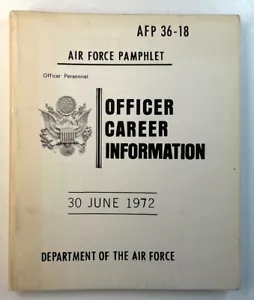 AFP 36-18
AIR FORCE PAMPHLET
Officer Personnel
OFFICER
CAREER
INFORMATION
30 JUNE 1972
DEPARTMENT OF THE AIR FORCE